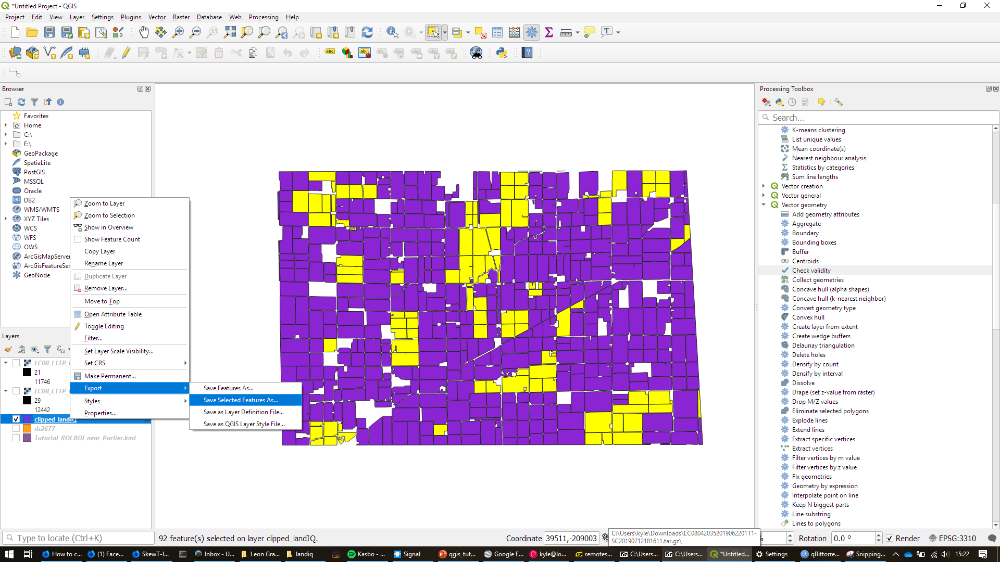 *Untitled Project - QGIS
Project Edit View Layer Settings Plugins Vector Raster Database Web Processing Help
Browser
Favorites
Home
C:\
E:\
GeoPackage
SpatiaLite
PostGIS
MSSQL
Oracle
DB2
WMS/WMTS
XYZ Tiles
WCS
WFS
OWS
ArcGisMapServer
ArcGisFeatureSer
GeoNode
Zoom to Layer
Zoom to Selection
Show in Overview
Show Feature Count
Copy Layer
Rename Layer
Duplicate Layer
Remove Layer...
Move to Top
Open Attribute Table
Toggle Editing
Filter...
Set Layer Scale Visibility...
Set CRS
Make Permanent...
Export
Styles
Properties...
Save Features As...
Save Selected Features As...
Save as Layer Definition File...
Save as QGIS Layer Style File...
Layers
LC08_L1TP_
21
11746
LC08_L1TP_
29
12442
clipped_landIQ
ds2677
Tutorial_ROI ROI_near_Parlier.kml
Processing Toolbox
Search...
K-means clustering
List unique values
Mean coordinate(s)
Nearest neighbour analysis
Statistics by categories
Sum line lengths
Vector creation
Vector general
Vector geometry
Add geometry attributes
Aggregate
Boundary
Bounding boxes
Buffer
Centroids
Check validity
Collect geometries
Concave hull (alpha shapes)
Concave hull (k-nearest neighbor)
Convert geometry type
Convex hull
Create layer from extent
Create wedge buffers
Delaunay triangulation
Delete holes
Densify by count
Densify by interval
Dissolve
Drape (set z-value from raster)
Drop M/Z values
Eliminate selected polygons
Explode lines
Extend lines
Extract specific vertices
Extract vertices
Filter vertices by m value
Filter vertices by z value
Fix geometries
Geometry by expression
Interpolate point on line
Keep N biggest parts
Line substring
Lines to polygons
Type to locate (Ctrl+K)
92 feature(s) selected on layer clipped_landIQ.
Coordinate 39511,-209003
C:\Users\kyle\Downloads\LC080420352019062201T1-
SC20190712181611.tar.gz\
% Rotation 0.0 ° Render EPSG:3310
How to c... (1) Face... SkewT-l... Inbox - U... Leon Gra... landiq Kasbo - ... Signal qgis_tut... Google E... kyle@lo... remotes... C:\Users... C:\Users... *Untitled... Settings qBittorre... Snipping... 15:22